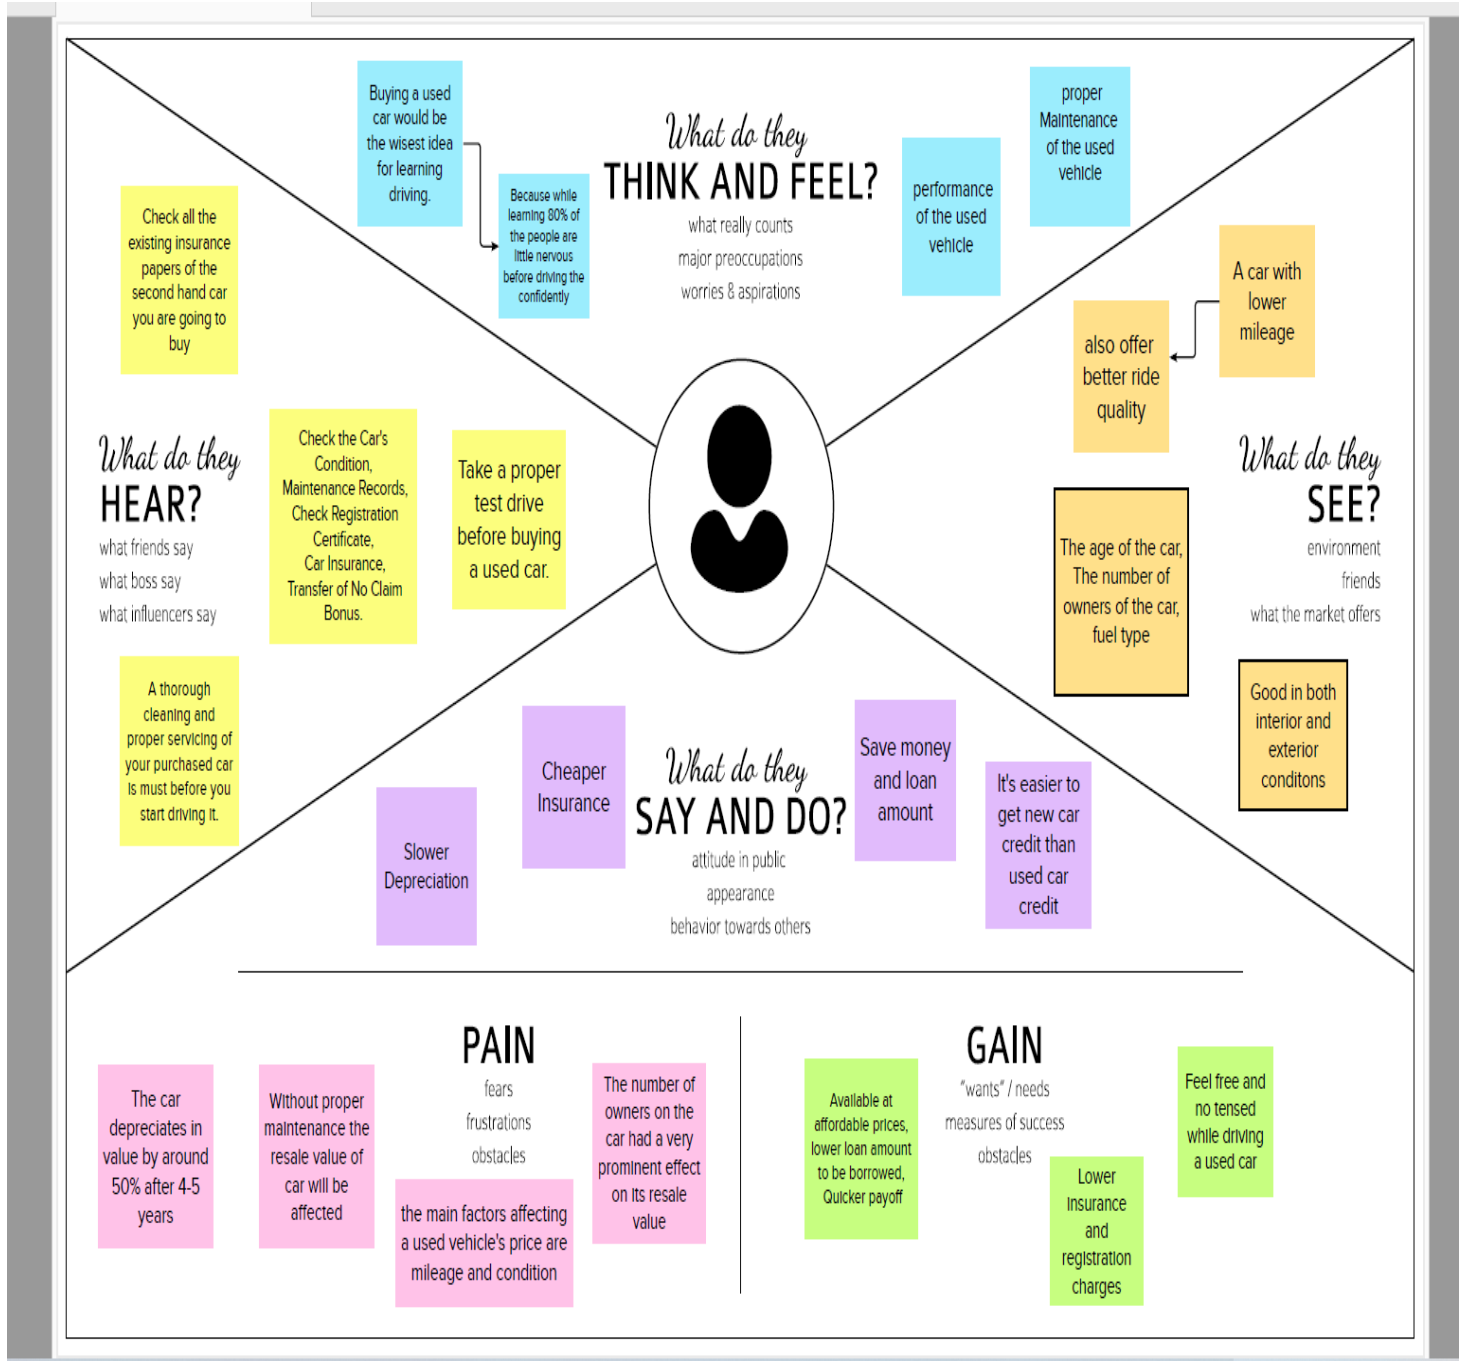 What do they
THINK AND FEEL?
what really counts
major preoccupations
worries & aspirations
Buying a used
car would be
the wisest idea
for learning
driving.
Because while
learning 80% of
the people are
little nervous
before driving the
confidently
performance
of the used
vehicle
proper
Maintenance
of the used
vehicle
What do they
HEAR?
what friends say
what boss say
what influencers say
Check all the
existing insurance
papers of the
second hand car
you are going to
buy
Check the Car's
Condition,
Maintenance Records,
Check Registration
Certificate,
Car Insurance,
Transfer of No Claim
Bonus.
Take a proper
test drive
before buying
a used car.
A thorough
cleaning and
proper servicing of
your purchased car
is must before you
start driving it.
What do they
SEE?
environment
friends
what the market offers
A car with
lower
mileage
also offer
better ride
quality
The age of the car,
The number of
owners of the car,
fuel type
Good in both
interior and
exterior
conditons
What do they
SAY AND DO?
attitude in public
appearance
behavior towards others
Slower
Depreciation
Cheaper
Insurance
Save money
and loan
amount
It's easier to
get new car
credit than
used car
credit
PAIN
fears
frustrations
obstacles
The car
depreciates in
value by around
50% after 4-5
years
Without proper
maintenance the
resale value of
car will be
affected
the main factors affecting
a used vehicle's price are
mileage and condition
The number of
owners on the
car had a very
prominent effect
on its resale
value
GAIN
"wants" / needs
measures of success
obstacles
Available at
affordable prices,
lower loan amount
to be borrowed,
Quicker payoff
Lower
insurance
and
registration
charges
Feel free and
no tensed
while driving
a used car